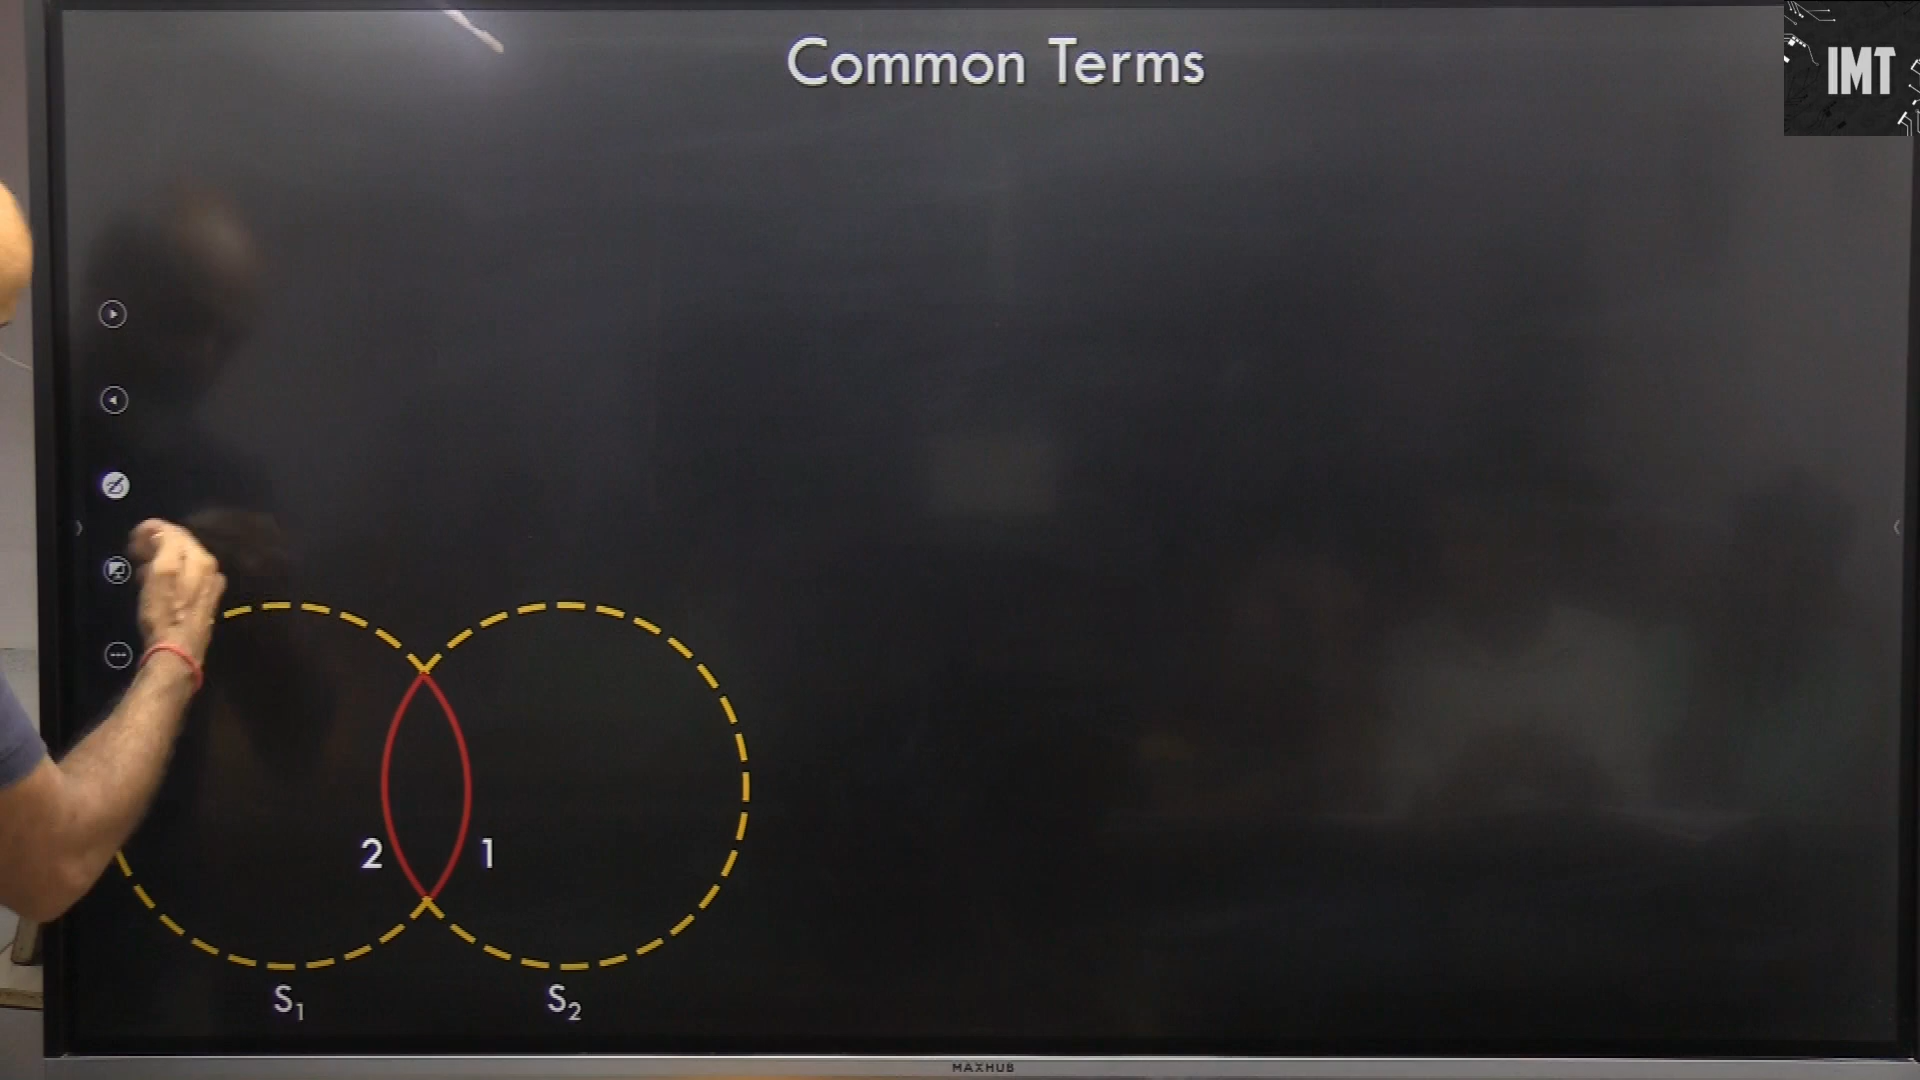 Common Terms
IMT
2 1
S₁ S₂
MAXHUB